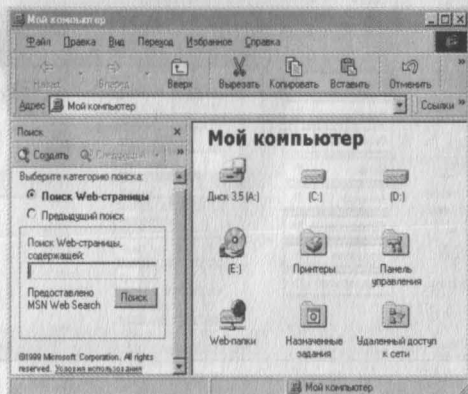 Мой компьютер
Файл Правка Вид Переход Избранное Справка
Назад Вперед Вверх Вырезать Копировать Вставить Отменить »
Адрес Мой компьютер Ссылки »
Поиск ×
Создать Следующий »
Выберите категорию поиска:
Поиск Web-страницы
Предыдущий поиск
Поиск Web-страницы,
содержащей:
Предоставлено
MSN Web Search
Поиск
©1999 Microsoft Corporation. All rights
reserved. Условия использования
Мой компьютер
Диск 3,5 (A:) (C:) (D:)
(E:) Принтеры Панель
управления
Web-папки Назначенные
задания Удаленный доступ
к сети
Мой компьютер